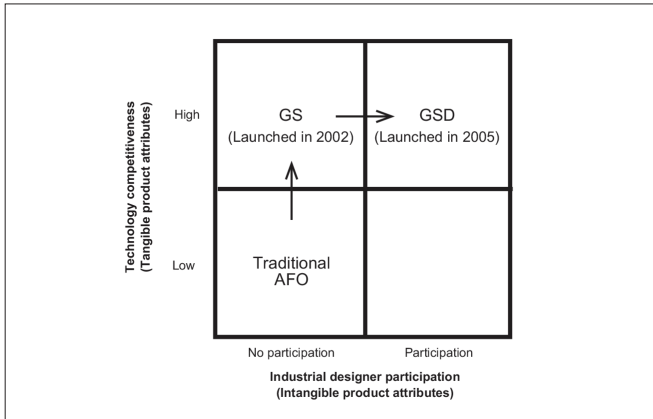 Technology competitiveness
(Tangible product attributes)
High
GS
(Launched in 2002)
GSD
(Launched in 2005)
Low
Traditional
AFO
No participation
Participation
Industrial designer participation
(Intangible product attributes)